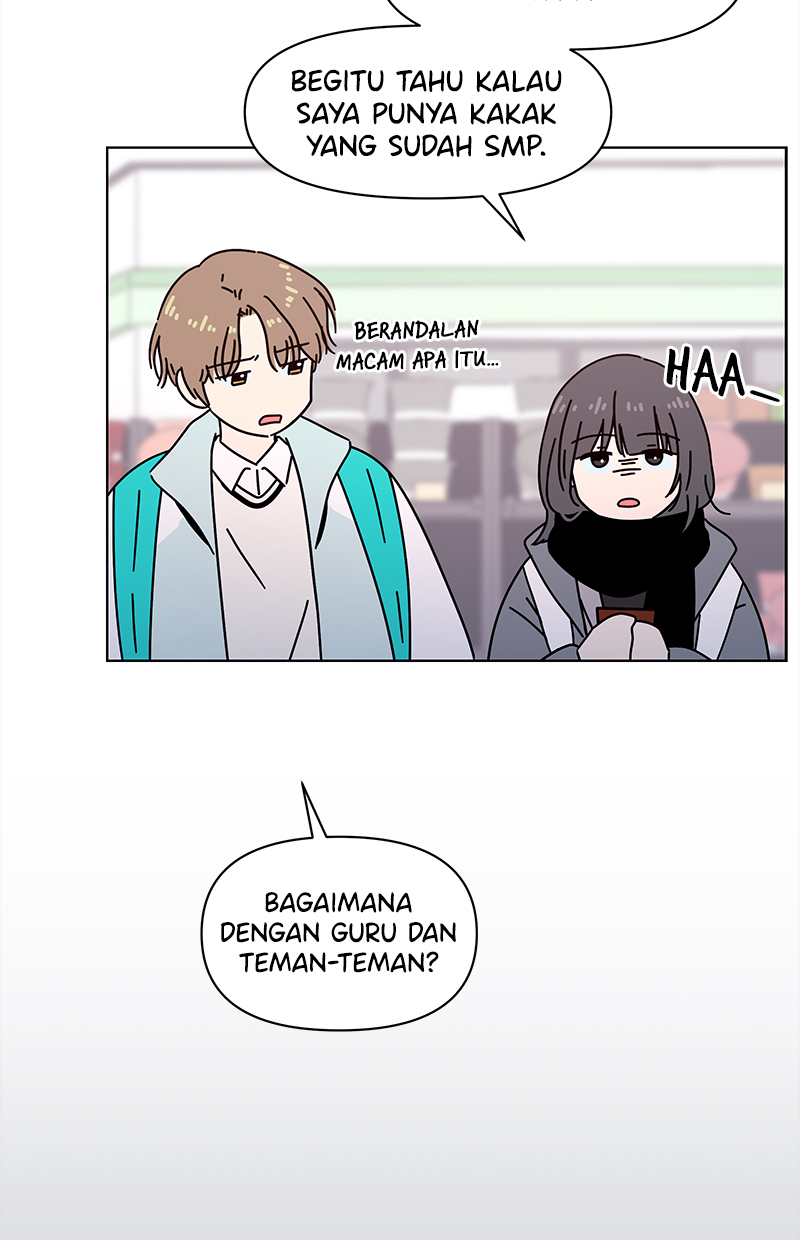 BEGITU TAHU KALAU
SAYA PUNYA KAKAK
YANG SUDAH SMP.
BERANDALAN
MACAM APA ITU...
HAA_
BAGAIMANA
DENGAN GURU DAN
TEMAN-TEMAN?